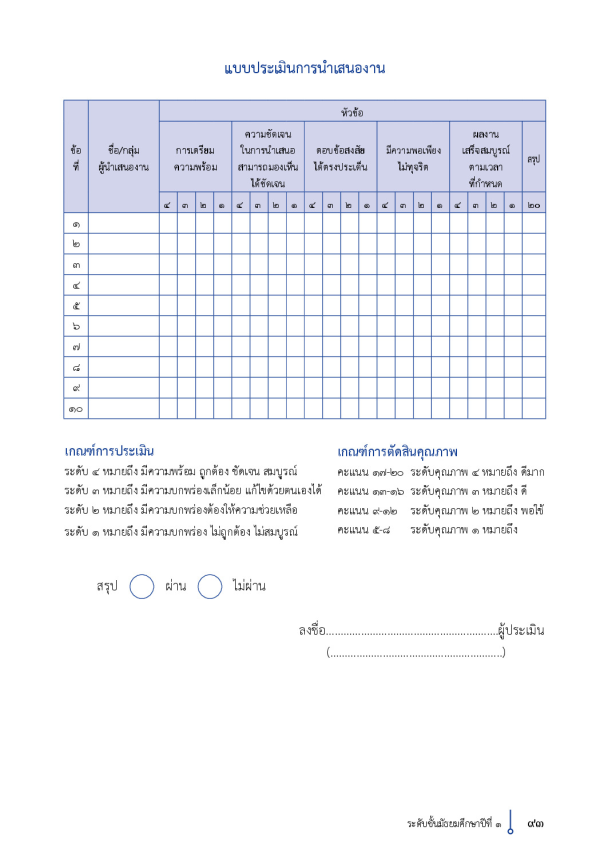 แบบประเมินการนำเสนองาน
ข้อ
ที่
ชื่อ/กลุ่ม
ผู้นำเสนองาน
หัวข้อ
การเตรียม
ความพร้อม
ความชัดเจน
ในการนำเสนอ
สามารถมองเห็น
ได้ชัดเจน
ตอบข้อสงสัย
ได้ตรงประเด็น
มีความพอเพียง
ไม่ทุจริต
ผลงาน
เสร็จสมบูรณ์
ตามเวลา
ที่กำหนด
สรุป
๔ ๓ ๒ ๑ ๔ ๓ ๒ ๑ ๔ ๓ ๒ ๑ ๔ ๓ ๒ ๑ ๔ ๓ ๒ ๑ ๒๐
๑
๒
๓
๔
๕
๖
๗
๘
๙
๑๐
เกณฑ์การประเมิน
ระดับ ๔ หมายถึง มีความพร้อม ถูกต้อง ชัดเจน สมบูรณ์
ระดับ ๓ หมายถึง มีความบกพร่องเล็กน้อย แก้ไขด้วยตนเองได้
ระดับ ๒ หมายถึง มีความบกพร่องต้องให้ความช่วยเหลือ
ระดับ ๑ หมายถึง มีความบกพร่อง ไม่ถูกต้อง ไม่สมบูรณ์
เกณฑ์การตัดสินคุณภาพ
คะแนน ๑๗-๒๐ ระดับคุณภาพ ๔ หมายถึง ดีมาก
คะแนน ๑๓-๑๖ ระดับคุณภาพ ๓ หมายถึง ดี
คะแนน ๙-๑๒ ระดับคุณภาพ ๒ หมายถึง พอใช้
คะแนน ๕-๘ ระดับคุณภาพ ๑ หมายถึง
สรุป ผ่าน ไม่ผ่าน
ลงชื่อ...........................................................ผู้ประเมิน
(...........................................................)
ระดับชั้นมัธยมศึกษาปีที่ ๑ ๙๓